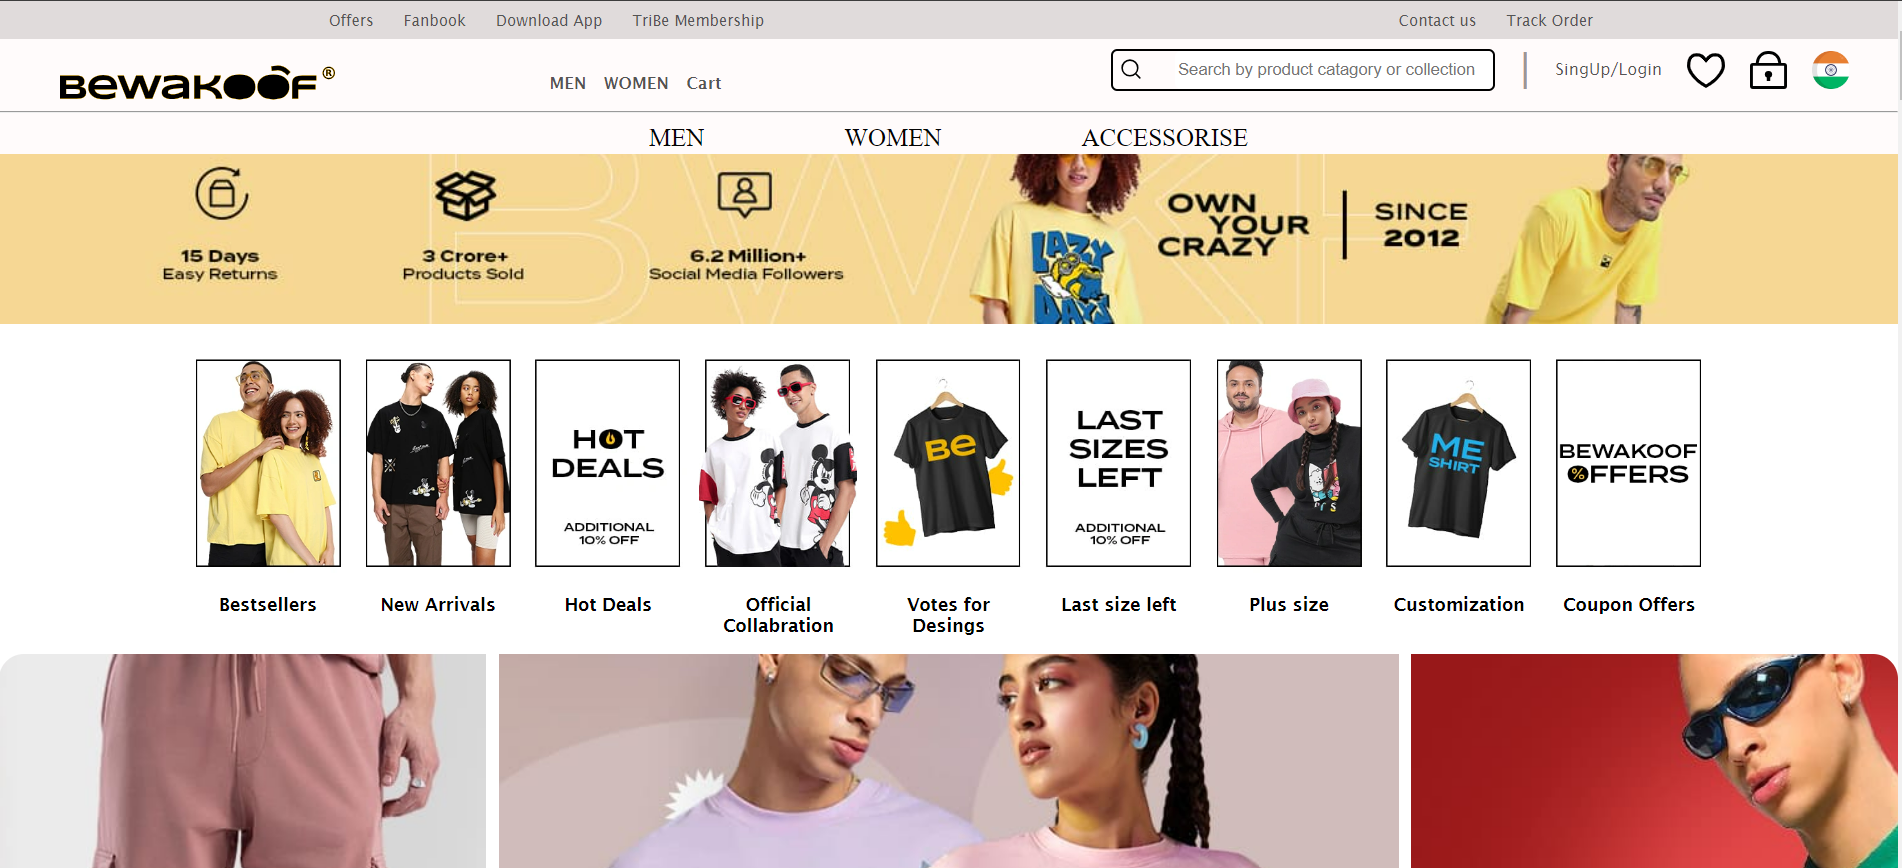 Offers Fanbook Download App TriBe Membership Contact us Track Order
BEWAKOOF®
MEN WOMEN Cart
Search by product catagory or collection
SingUp/Login
MEN WOMEN ACCESSORISE
15 Days
Easy Returns
3 Crore+
Products Sold
6.2 Million+
Social Media Followers
LAZY
DAYS
OWN
YOUR
CRAZY
SINCE
2012
HOT
DEALS
ADDITIONAL
10% OFF
Be
LAST
SIZES
LEFT
ADDITIONAL
10% OFF
ME
SHIRT
BEWAKOOF
OFFERS
Bestsellers
New Arrivals
Hot Deals
Official
Collabration
Votes for
Desings
Last size left
Plus size
Customization
Coupon Offers